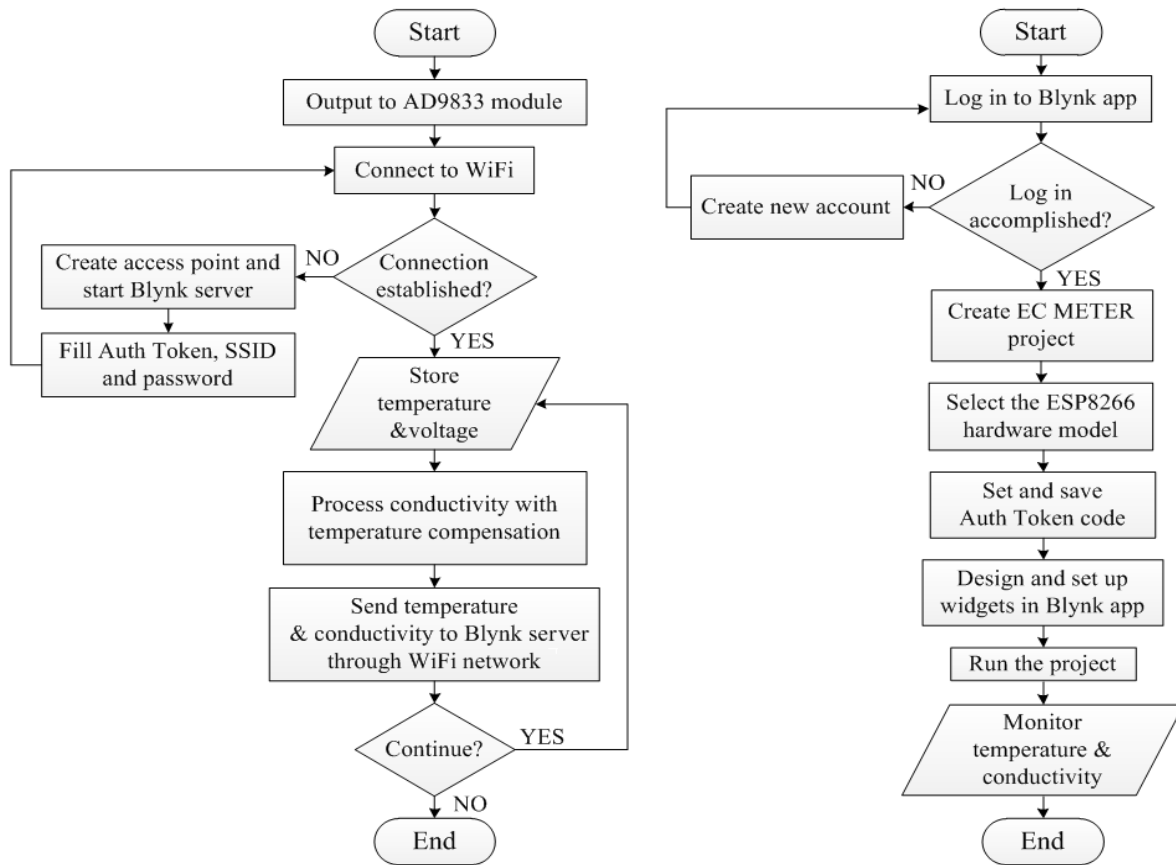 Start
Output to AD9833 module
Connect to WiFi
Connection
established?
NO
Create access point and
start Blynk server
Fill Auth Token, SSID
and password
YES
Store
temperature
&voltage
Process conductivity with
temperature compensation
Send temperature
& conductivity to Blynk server
through WiFi network
Continue?
YES
NO
End
Start
Log in to Blynk app
Log in
accomplished?
NO
Create new account
YES
Create EC METER
project
Select the ESP8266
hardware model
Set and save
Auth Token code
Design and set up
widgets in Blynk app
Run the project
Monitor
temperature &
conductivity
End